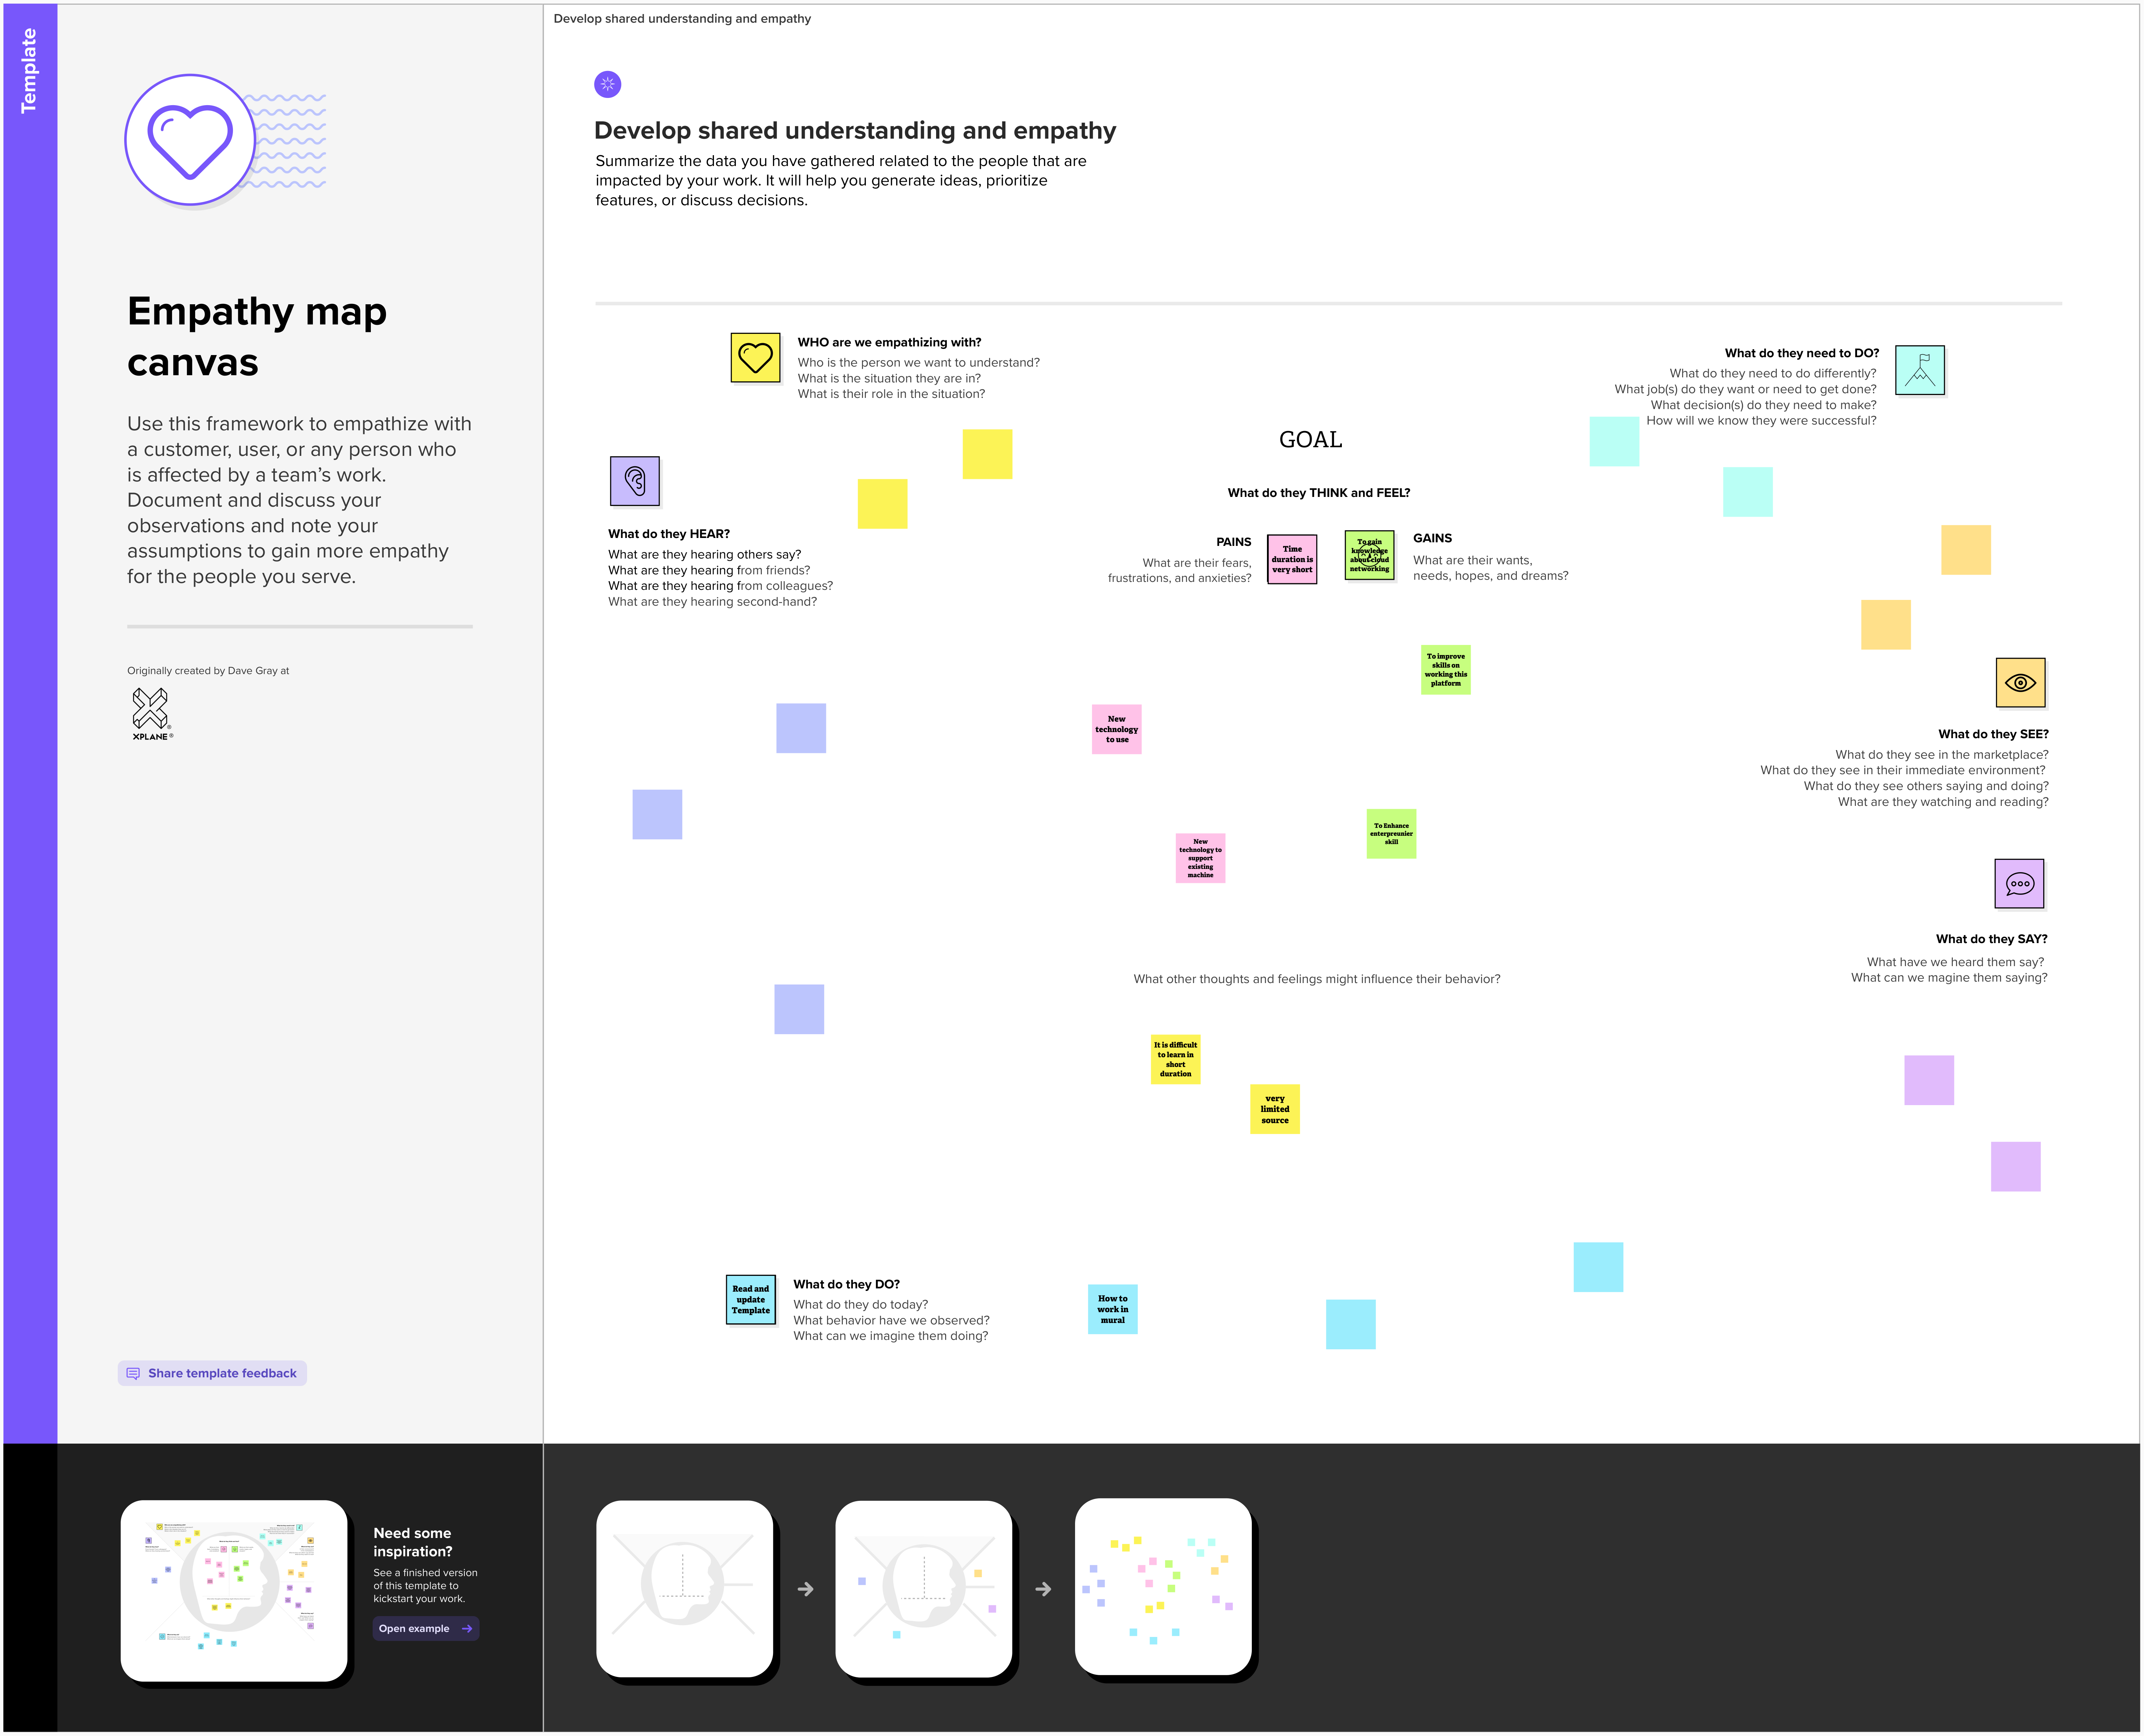 Template
Develop shared understanding and empathy
Empathy map
canvas
Use this framework to empathize with
a customer, user, or any person who
is affected by a team’s work.
Document and discuss your
observations and note your
assumptions to gain more empathy
for the people you serve.
Originally created by Dave Gray at
XPLANE®
Share template feedback
Develop shared understanding and empathy
Summarize the data you have gathered related to the people that are
impacted by your work. It will help you generate ideas, prioritize
features, or discuss decisions.
WHO are we empathizing with?
Who is the person we want to understand?
What is the situation they are in?
What is their role in the situation?
What do they need to DO?
What do they need to do differently?
What job(s) do they want or need to get done?
What decision(s) do they need to make?
How will we know they were successful?
GOAL
What do they HEAR?
What are they hearing others say?
What are they hearing from friends?
What are they hearing from colleagues?
What are they hearing second-hand?
What do they THINK and FEEL?
PAINS
What are their fears,
frustrations, and anxieties?
Time
duration is
very short
To gain
knowledge
about cloud
networking
GAINS
What are their wants,
needs, hopes, and dreams?
To improve
skills on
working this
platform
New
technology
to use
New
technology to
support
existing
machine
To Enhance
enterpreunier
skill
What do they SEE?
What do they see in the marketplace?
What do they see in their immediate environment?
What do they see others saying and doing?
What are they watching and reading?
What do they SAY?
What have we heard them say?
What can we magine them saying?
What other thoughts and feelings might influence their behavior?
It is difficult
to learn in
short
duration
very
limited
source
Read and
update
Template
What do they DO?
What do they do today?
What behavior have we observed?
What can we imagine them doing?
How to
work in
mural
Need some
inspiration?
See a finished version
of this template to
kickstart your work.
Open example